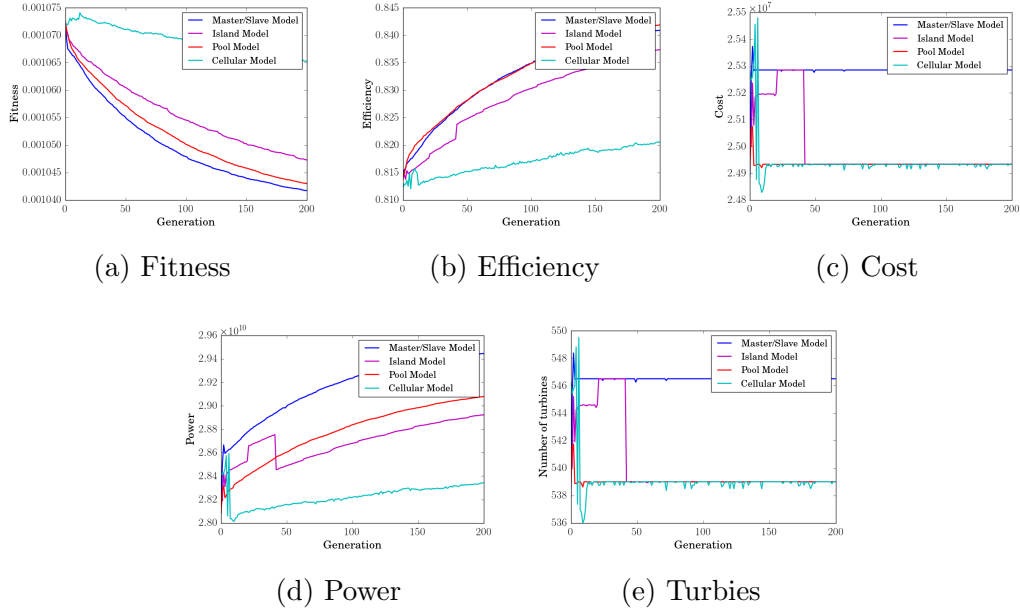 0.001075
0.001070
0.001065
0.001060
0.001055
0.001050
0.001045
0.001040
Fitness
0 50 100 150 200
Generation
Master/Slave Model
Island Model
Pool Model
Cellular Model
(a) Fitness
0.845
0.840
0.835
0.830
0.825
0.820
0.815
0.810
Efficiency
0 50 100 150 200
Generation
Master/Slave Model
Island Model
Pool Model
Cellular Model
(b) Efficiency
×10⁷
2.55
2.54
2.53
2.52
2.51
2.50
2.49
2.48
Cost
0 50 100 150 200
Generation
Master/Slave Model
Island Model
Pool Model
Cellular Model
(c) Cost
×10¹⁰
2.96
2.94
2.92
2.90
2.88
2.86
2.84
2.82
2.80
Power
0 50 100 150 200
Generation
Master/Slave Model
Island Model
Pool Model
Cellular Model
(d) Power
550
548
546
544
542
540
538
536
Number of turbines
0 50 100 150 200
Generation
Master/Slave Model
Island Model
Pool Model
Cellular Model
(e) Turbies